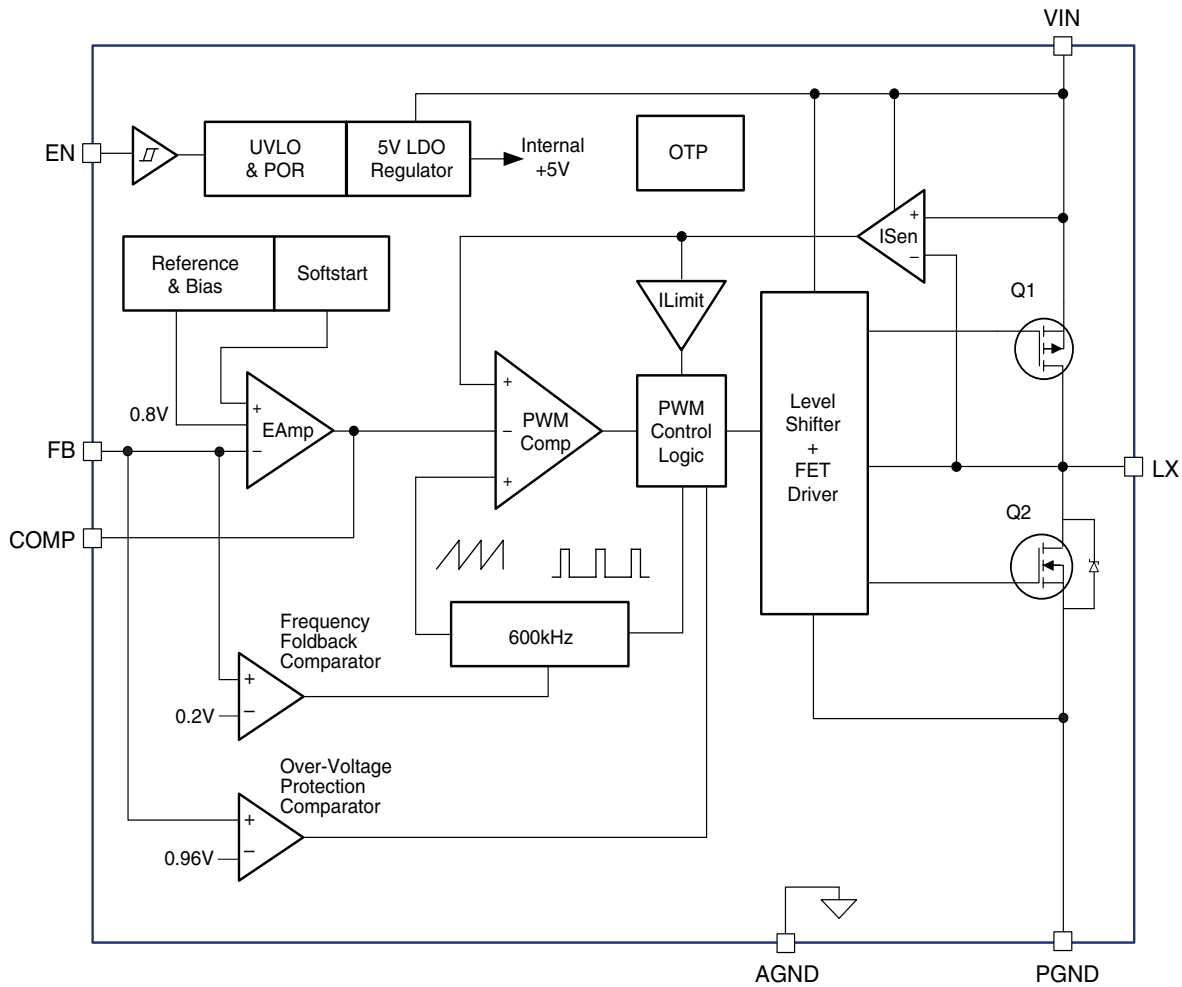 VIN
EN
UVLO
& POR
5V LDO
Regulator
Internal
+5V
OTP
Reference
& Bias
Softstart
ISen
+
−
ILimit
Q1
0.8V
+
EAmp
−
FB
COMP
+
PWM
−
Comp
+
PWM
Control
Logic
Level
Shifter
+
FET
Driver
LX
Q2
600kHz
Frequency
Foldback
Comparator
+
0.2V
−
Over-Voltage
Protection
Comparator
+
0.96V
−
AGND
PGND